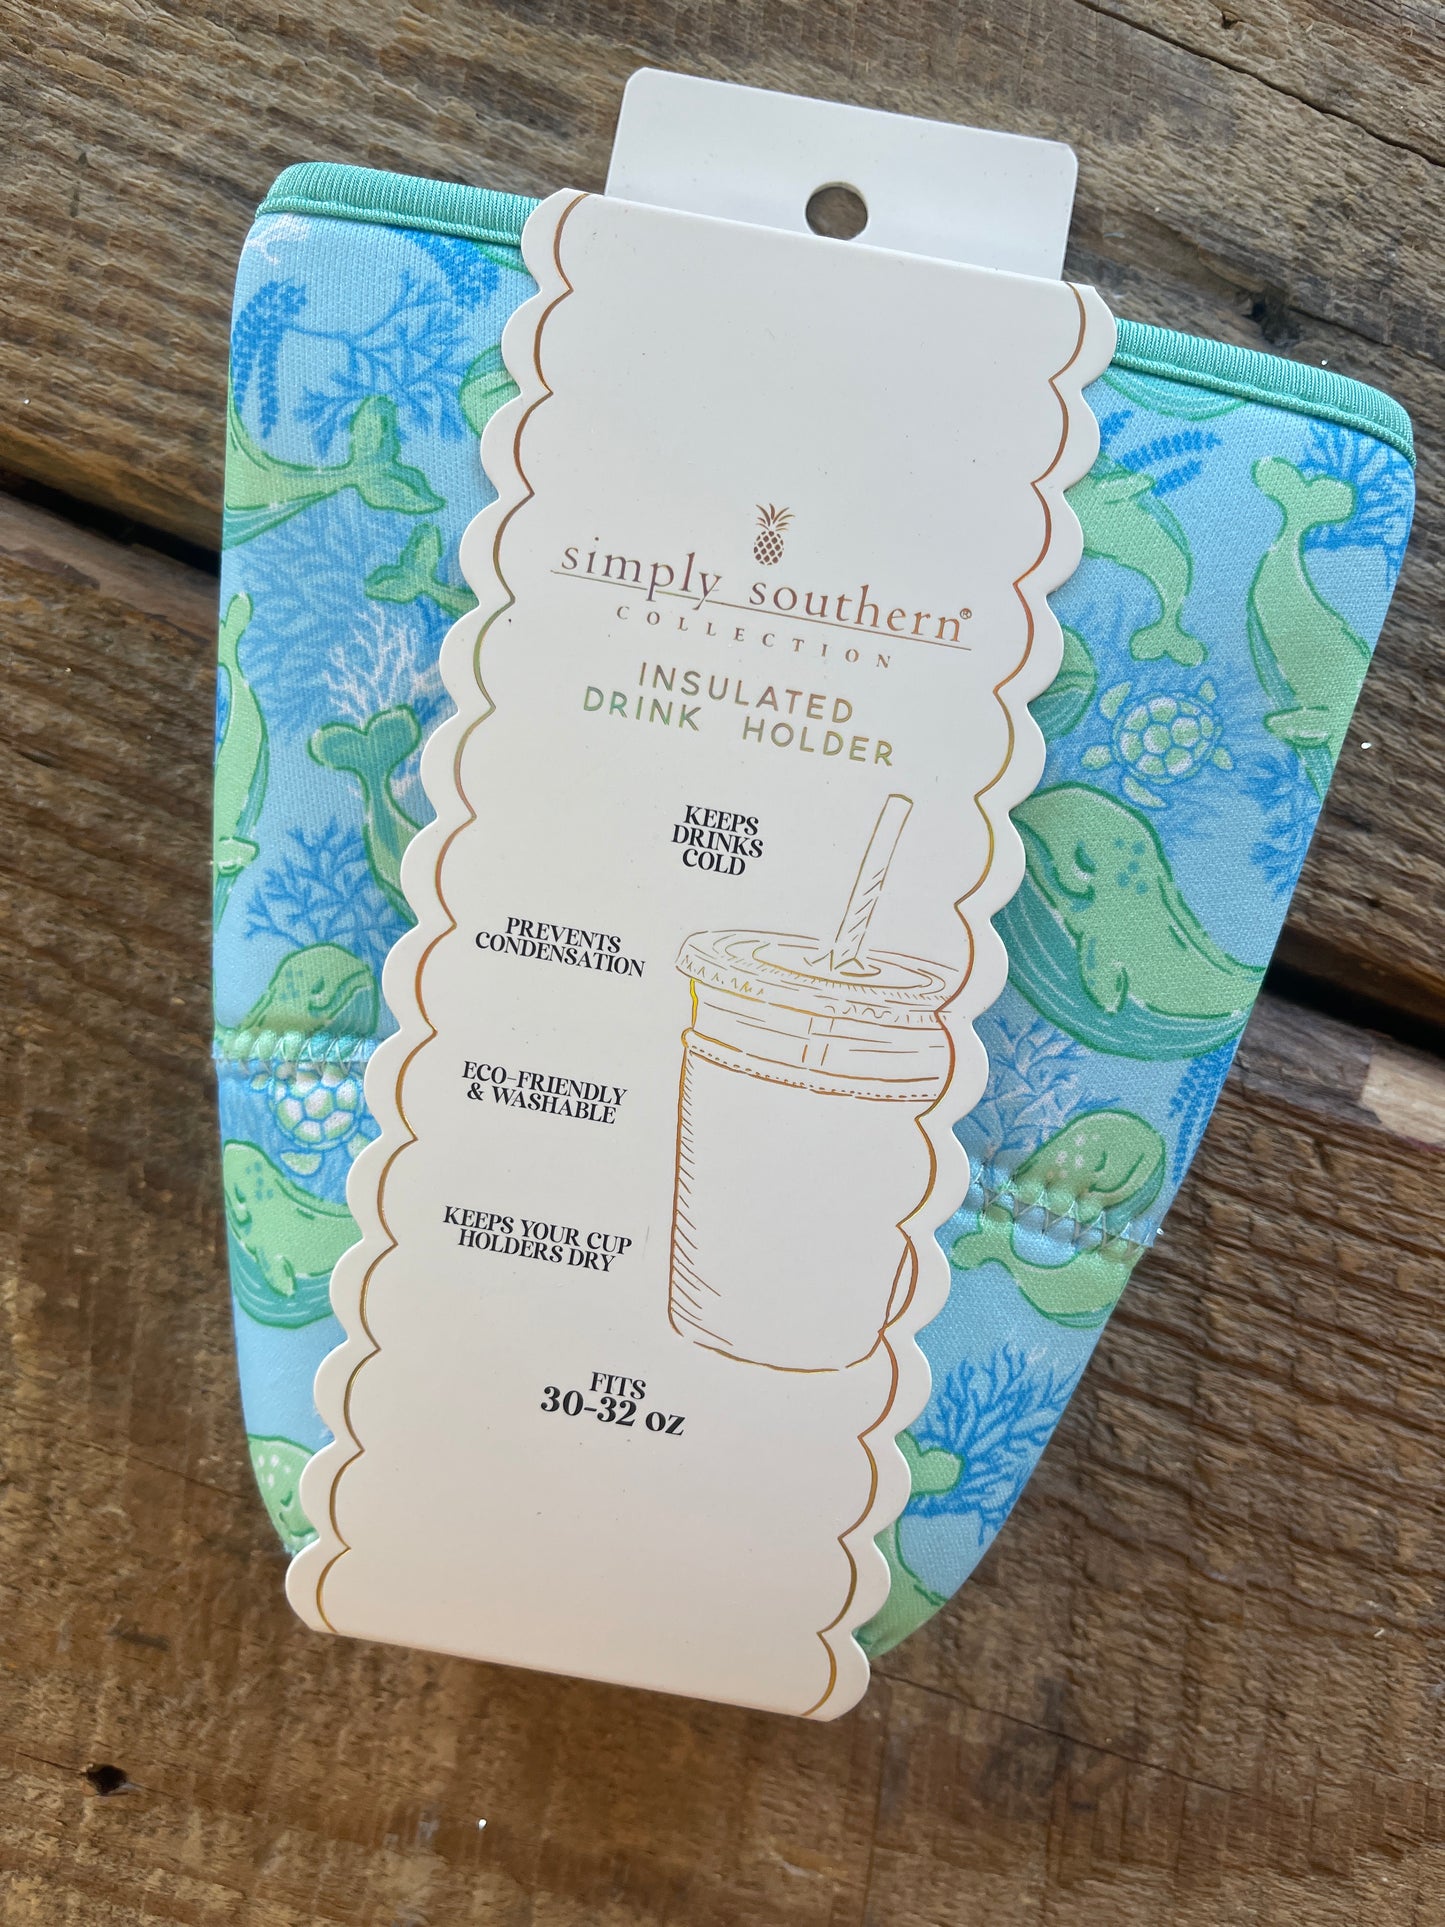 simply southern®
COLLECTION
INSULATED
DRINK HOLDER
KEEPS
DRINKS
COLD
PREVENTS
CONDENSATION
ECO-FRIENDLY
& WASHABLE
KEEPS YOUR CUP
HOLDERS DRY
FITS
30-32 oz